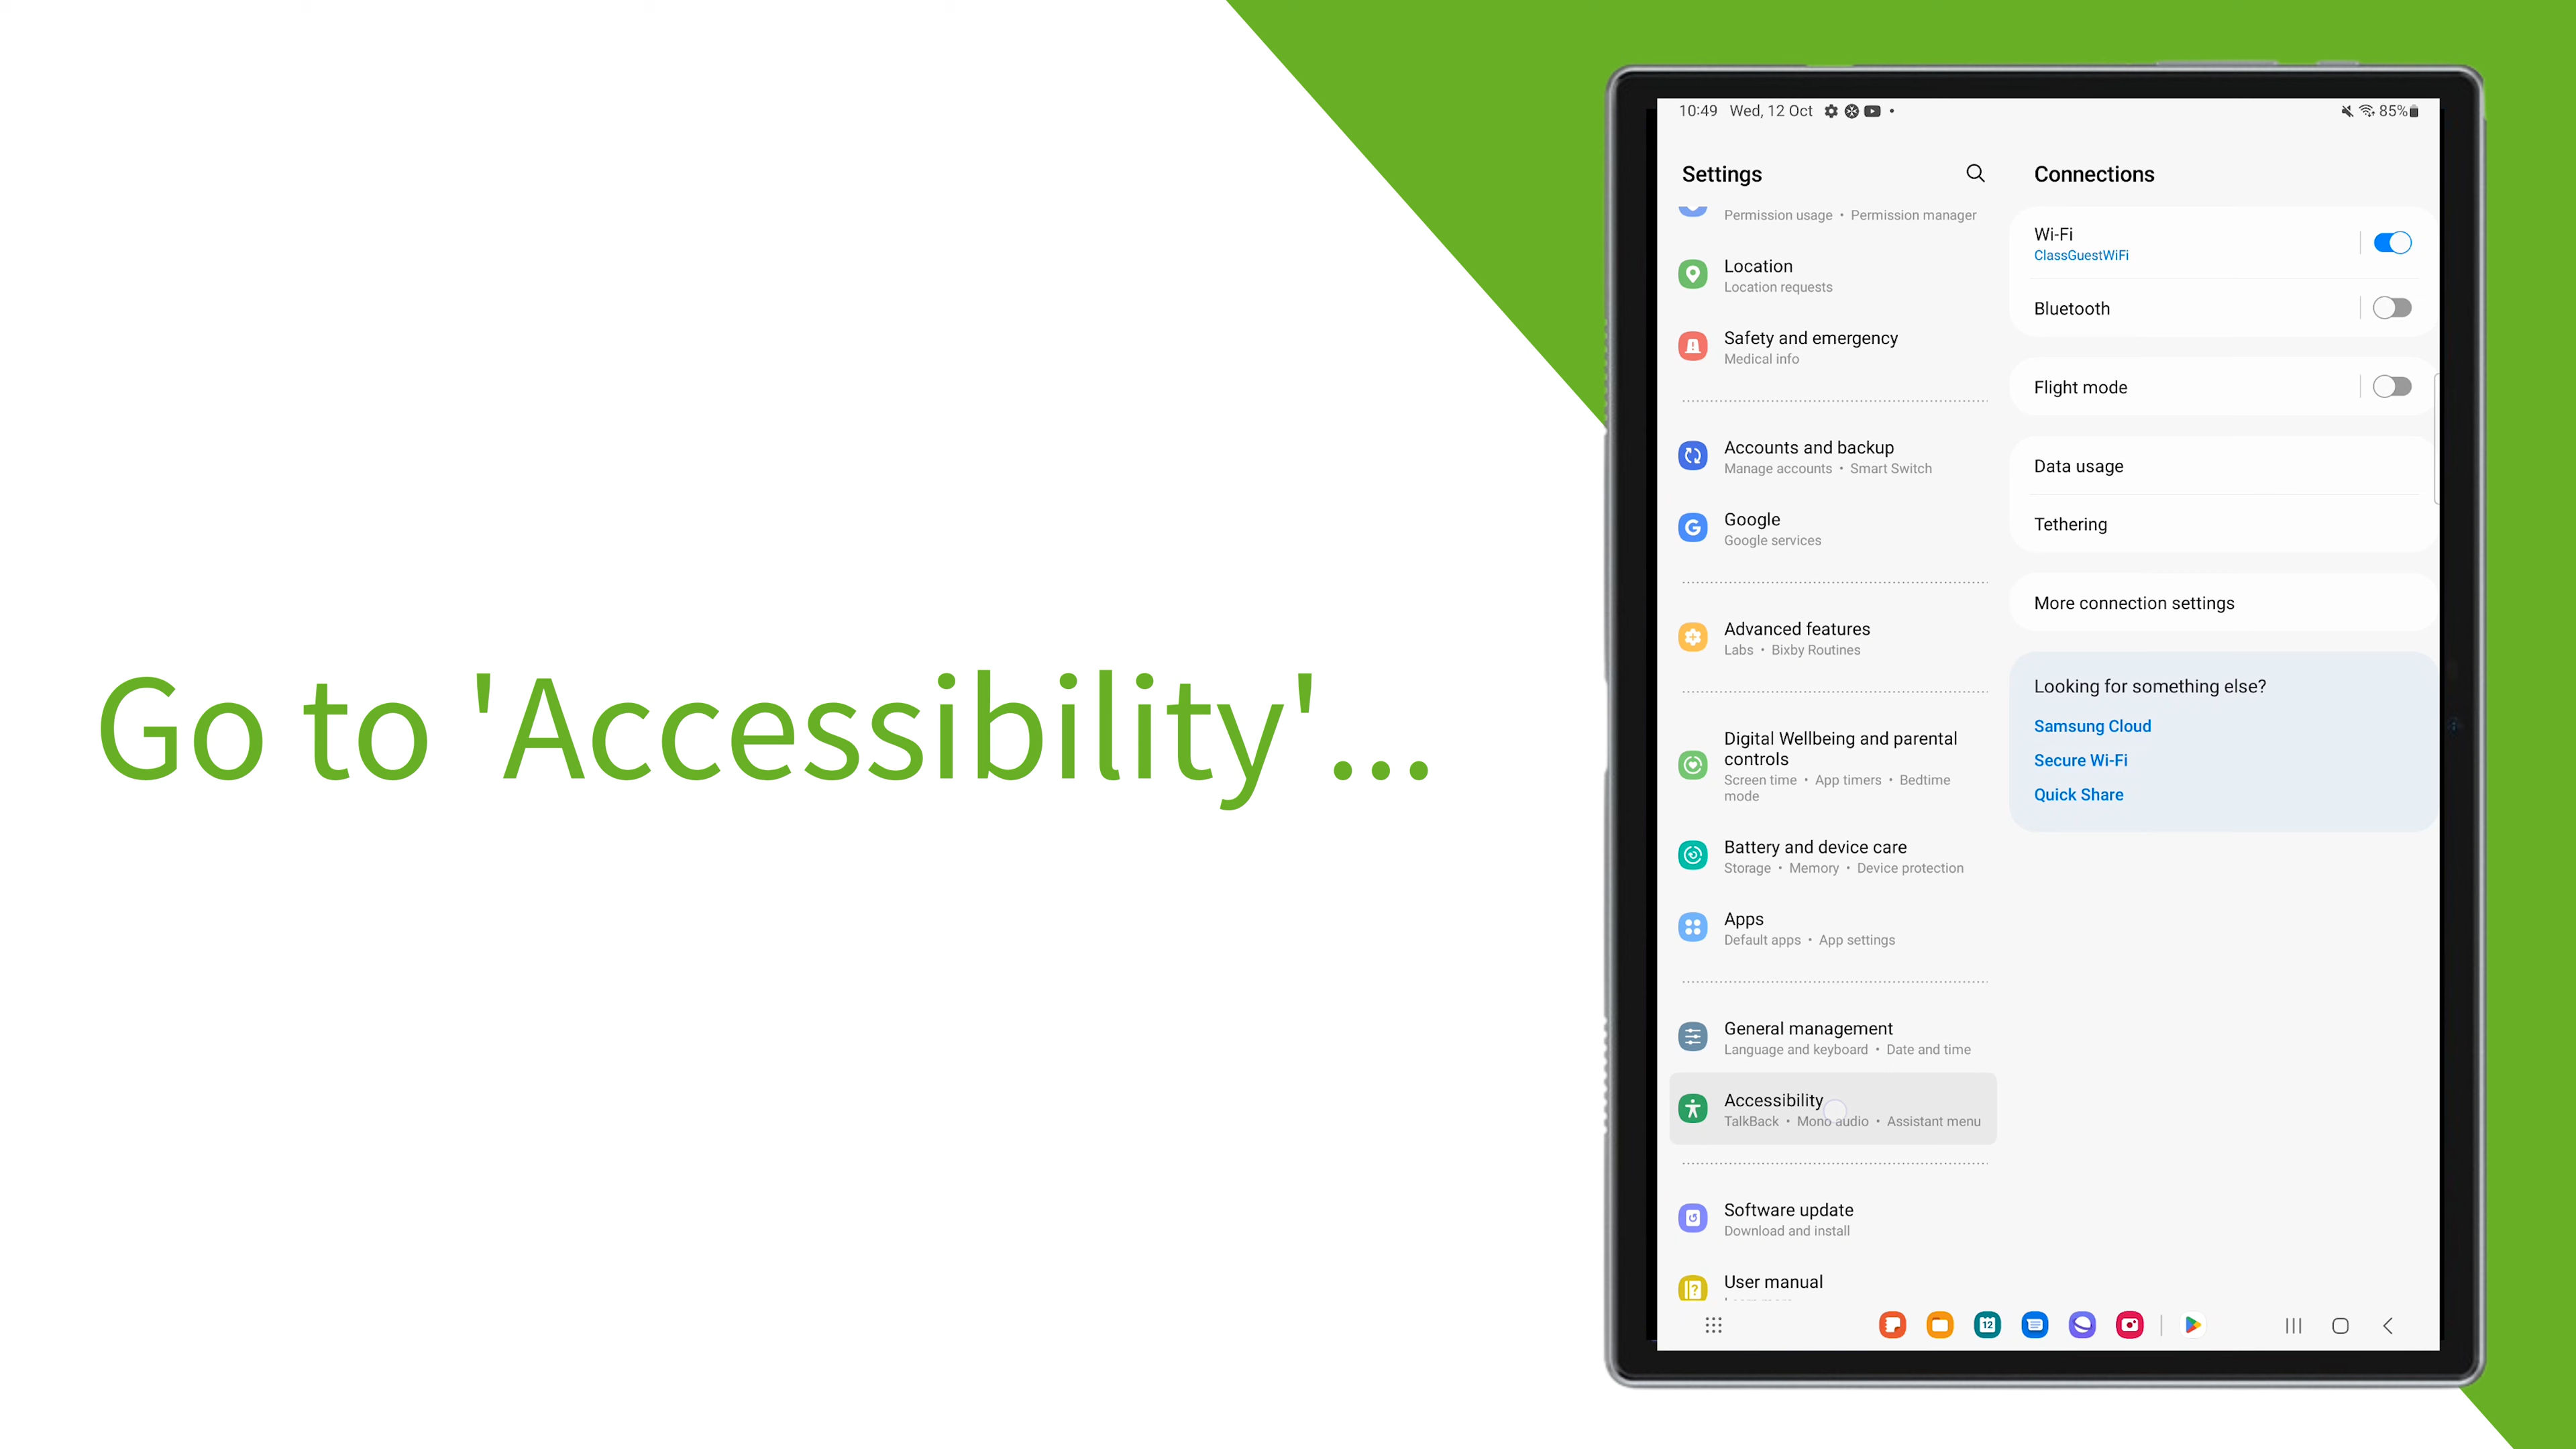 Go to 'Accessibility'...
10:49 Wed, 12 Oct
85%
Settings
Permission usage • Permission manager
Location
Location requests
Safety and emergency
Medical info
Accounts and backup
Manage accounts • Smart Switch
Google
Google services
Advanced features
Labs • Bixby Routines
Digital Wellbeing and parental
controls
Screen time • App timers • Bedtime
mode
Battery and device care
Storage • Memory • Device protection
Apps
Default apps • App settings
General management
Language and keyboard • Date and time
Accessibility
TalkBack • Mono audio • Assistant menu
Software update
Download and install
User manual
Connections
Wi-Fi
ClassGuestWiFi
Bluetooth
Flight mode
Data usage
Tethering
More connection settings
Looking for something else?
Samsung Cloud
Secure Wi-Fi
Quick Share
12